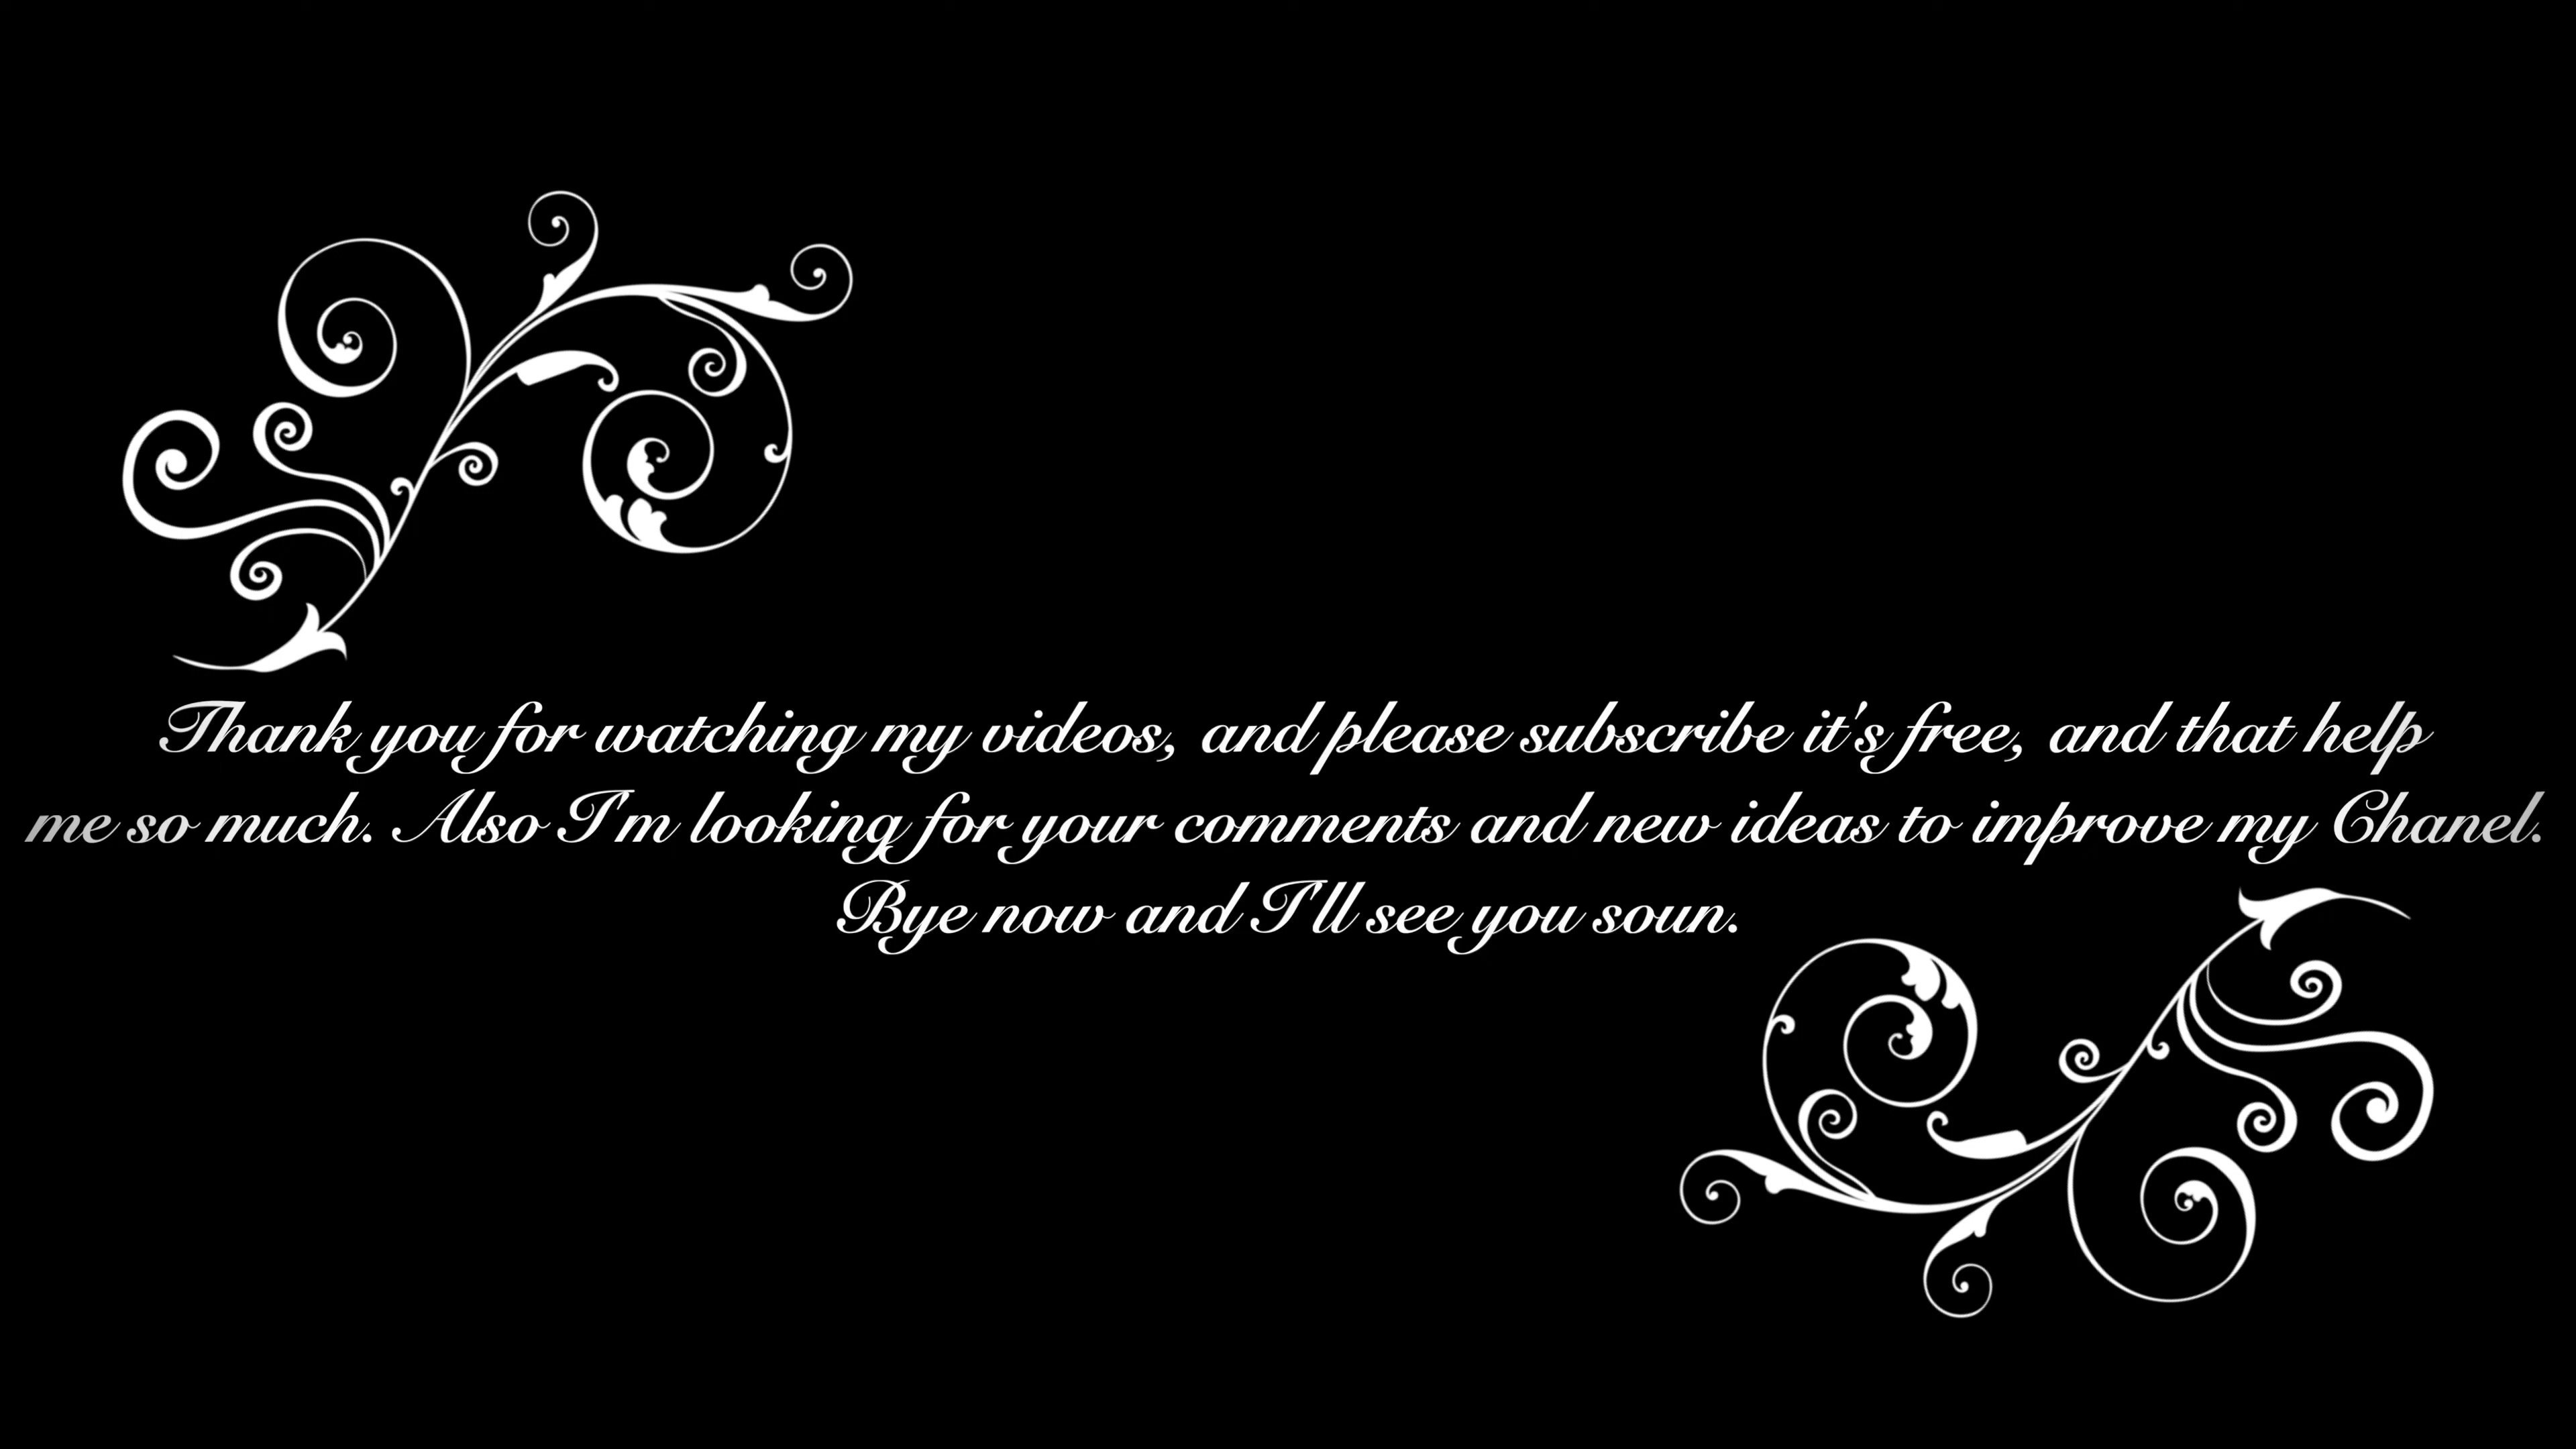 Thank you for watching my videos, and please subscribe it's free, and that help
me so much. Also I'm looking for your comments and new ideas to improve my Chanel.
Bye now and I'll see you soun.